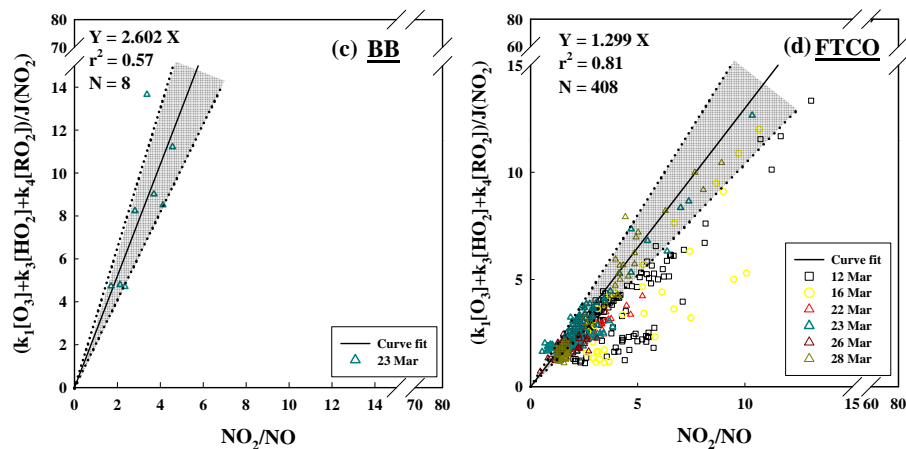 80
70
14
12
10
8
6
4
2
0
(k1[O3]+k3[HO2]+k4[RO2])/J(NO2)
Y = 2.602 X
r² = 0.57
N = 8
(c) BB
Curve fit
23 Mar
0 2 4 6 8 10 12 14 70 80
NO2/NO
80
60
15
10
5
0
(k1[O3]+k3[HO2]+k4[RO2])/J(NO2)
Y = 1.299 X
r² = 0.81
N = 408
(d) FTCO
Curve fit
12 Mar
16 Mar
22 Mar
23 Mar
26 Mar
28 Mar
0 5 10 15 60 80
NO2/NO